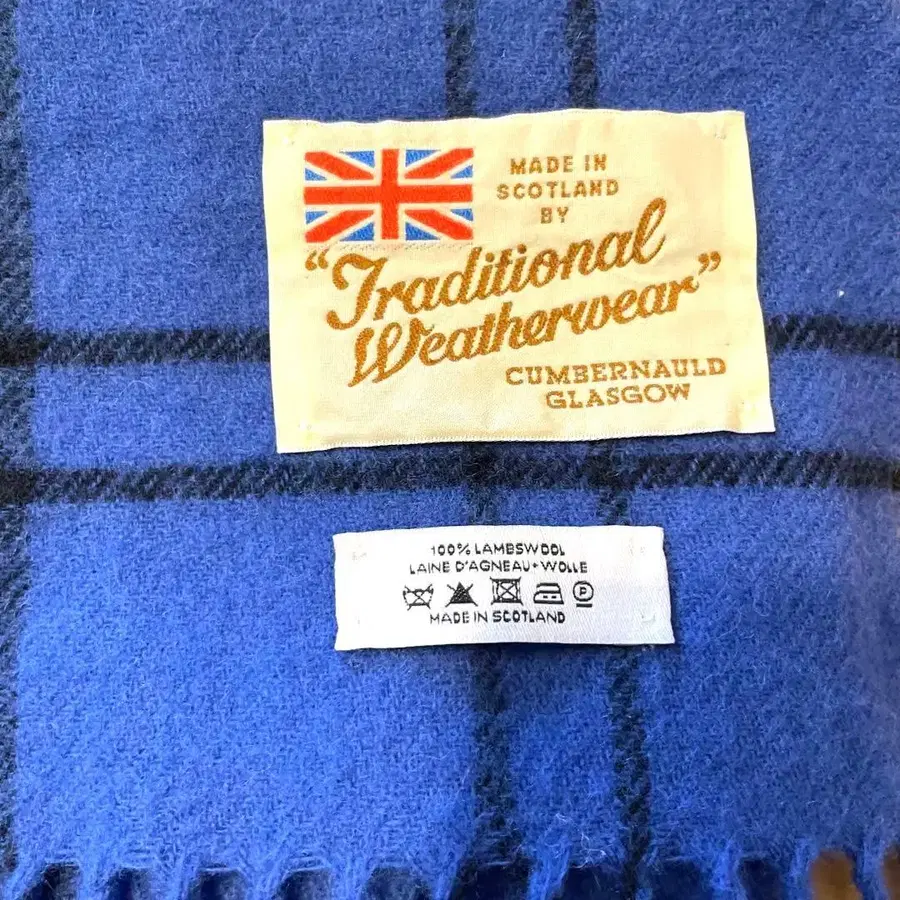 MADE IN
SCOTLAND
BY
"Traditional
Weatherwear"
CUMBERNAULD
GLASGOW
100% LAMBSWOOL
LAINE D'AGNEAU·WOLLE
P
MADE IN SCOTLAND